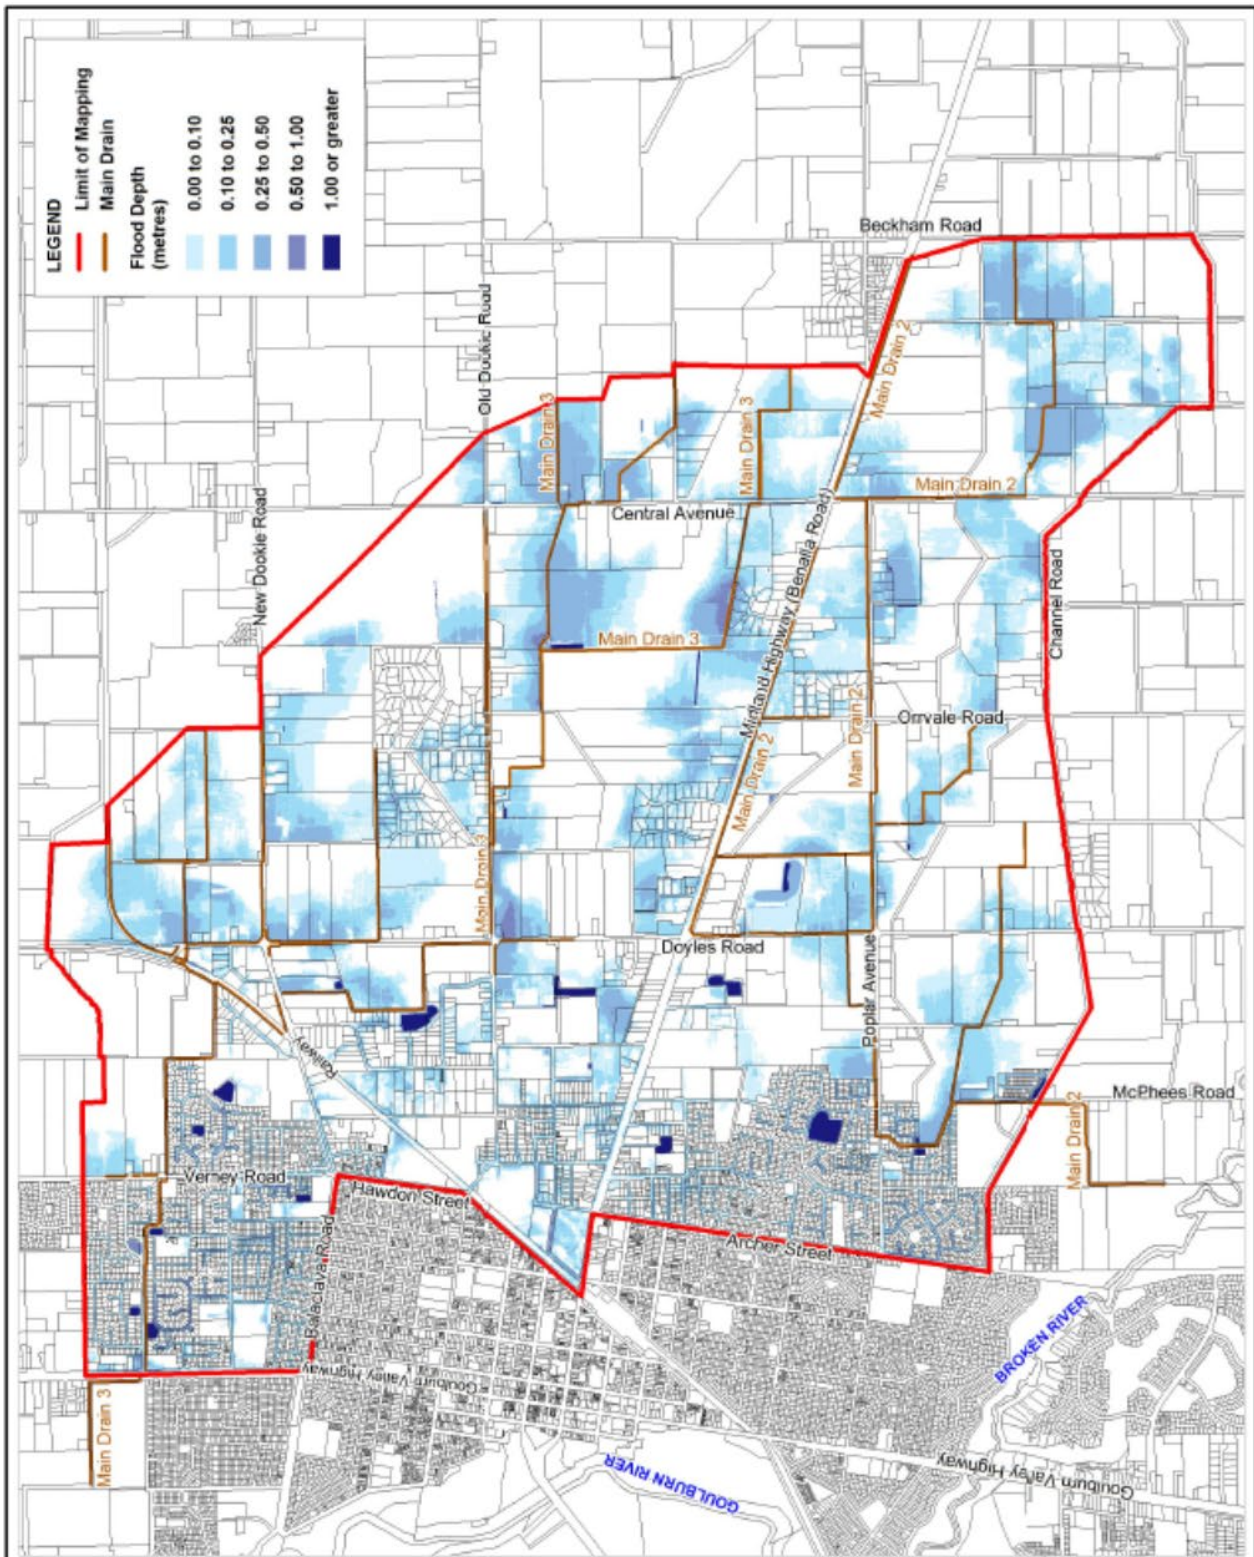 LEGEND
Limit of Mapping
Main Drain
Flood Depth
(metres)
0.00 to 0.10
0.10 to 0.25
0.25 to 0.50
0.50 to 1.00
1.00 or greater
Beckham Road
Old Dookie Road
New Dookie Road
Main Drain 2
Main Drain 3
Main Drain 3
Main Drain 2
Central Avenue
Midland Highway (Benalla Road)
Channel Road
Main Drain 3
Orrvale Road
Main Drain 2
Main Drain 2
Main Drain 3
Doyles Road
Poplar Avenue
Railway
McPhees Road
Main Drain 2
Verney Road
Hawdon Street
Balaclava Road
Archer Street
Goulburn Valley Highway
BROKEN RIVER
Main Drain 3
GOULBURN RIVER
Goulburn Valley Highway